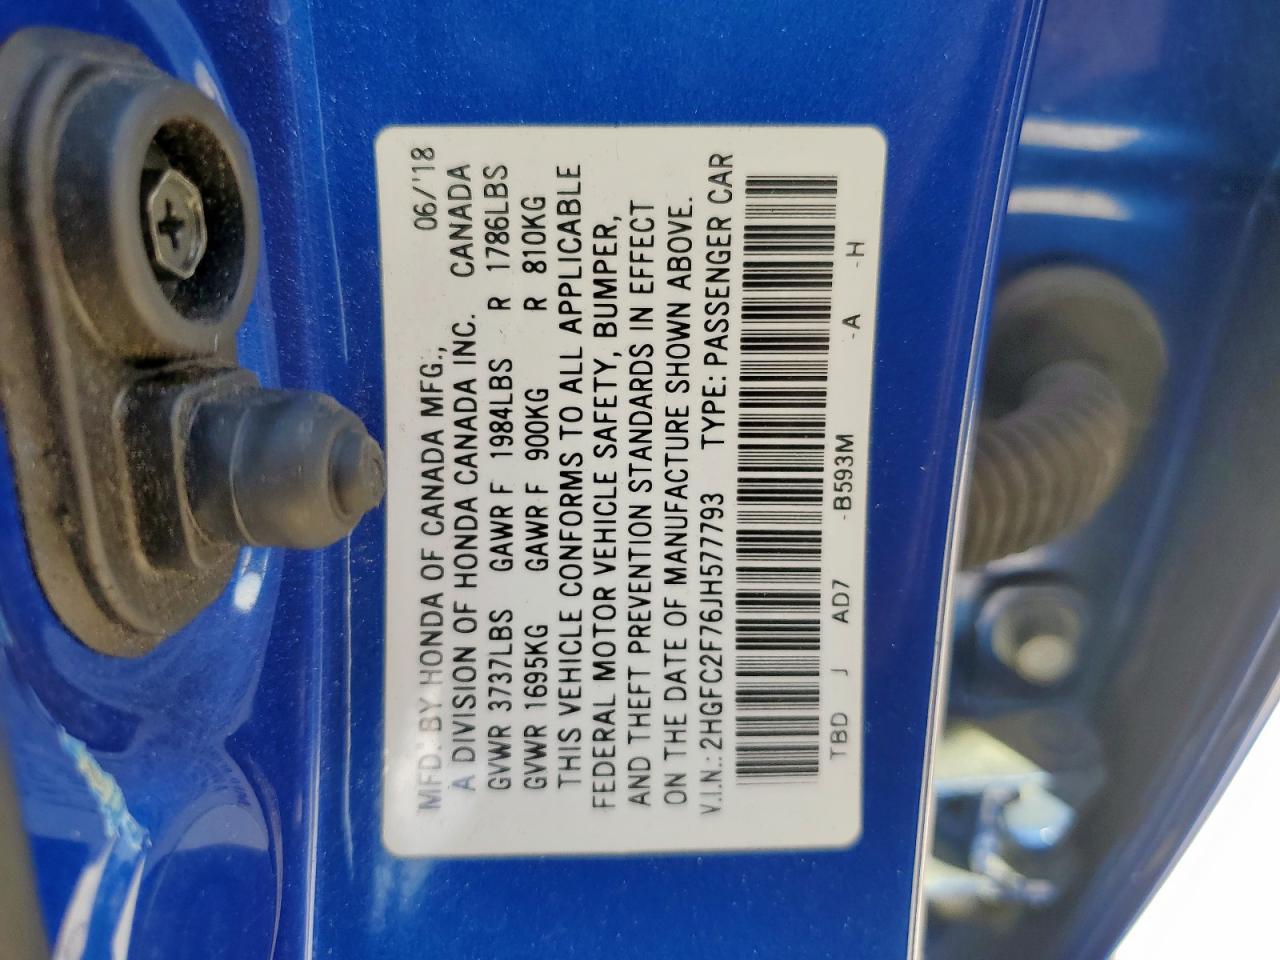 MFD. BY HONDA OF CANADA MFG., 06/'18
A DIVISION OF HONDA CANADA INC. CANADA
GVWR 3737LBS GAWR F 1984LBS R 1786LBS
GVWR 1695KG GAWR F 900KG R 810KG
THIS VEHICLE CONFORMS TO ALL APPLICABLE
FEDERAL MOTOR VEHICLE SAFETY, BUMPER,
AND THEFT PREVENTION STANDARDS IN EFFECT
ON THE DATE OF MANUFACTURE SHOWN ABOVE.
V.I.N.: 2HGFC2F76JH577793 TYPE: PASSENGER CAR
TBD J AD7 -B593M -A -H